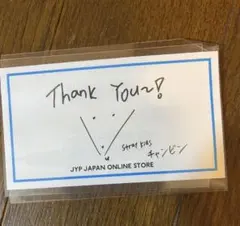 Thank You~!
Stray Kids
チャンビン
JYP JAPAN ONLINE STORE